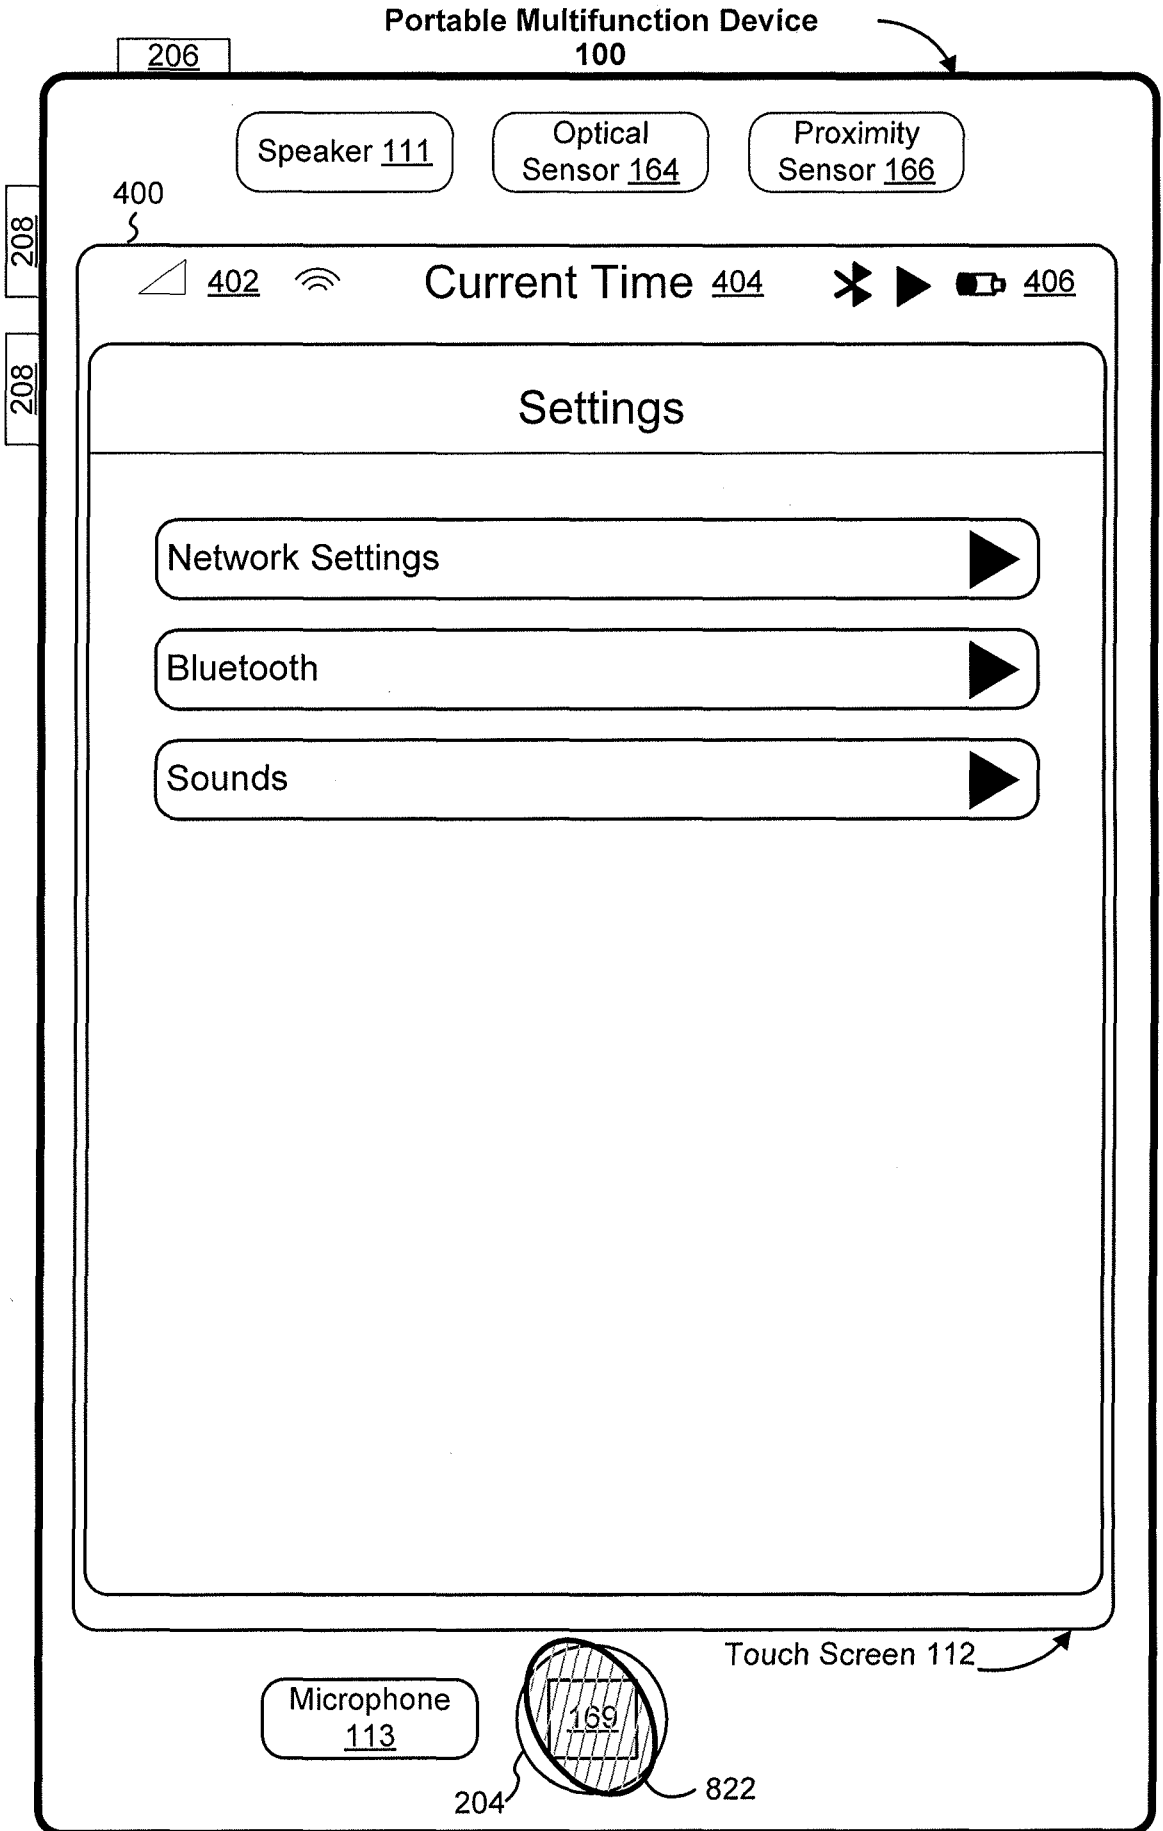 Portable Multifunction Device
100
206
Speaker 111
Optical
Sensor 164
Proximity
Sensor 166
400
208
208
402
Current Time 404
406
Settings
Network Settings
Bluetooth
Sounds
Touch Screen 112
Microphone
113
169
204
822